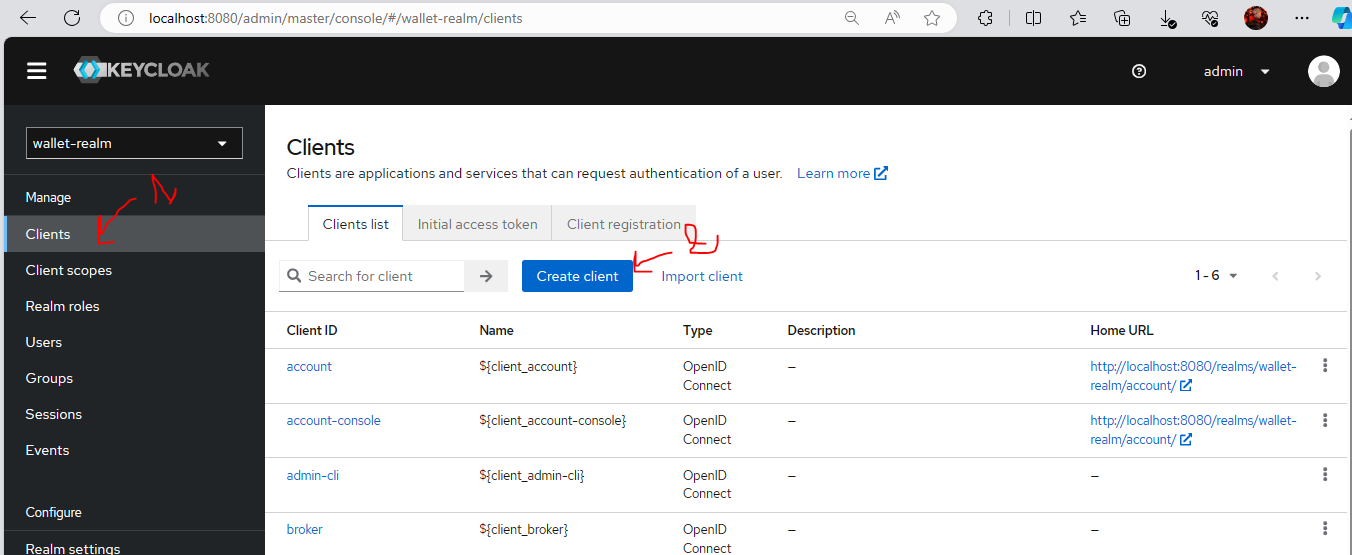 localhost:8080/admin/master/console/#/wallet-realm/clients
KEYCLOAK
admin
wallet-realm
Manage
Clients
Client scopes
Realm roles
Users
Groups
Sessions
Events
Configure
Realm settings
Clients
Clients are applications and services that can request authentication of a user. Learn more
Clients list Initial access token Client registration
Search for client Create client Import client 1 - 6
Client ID Name Type Description Home URL
account ${client_account} OpenID Connect – http://localhost:8080/realms/wallet-realm/account/
account-console ${client_account-console} OpenID Connect – http://localhost:8080/realms/wallet-realm/account/
admin-cli ${client_admin-cli} OpenID Connect – –
broker ${client_broker} OpenID Connect – –